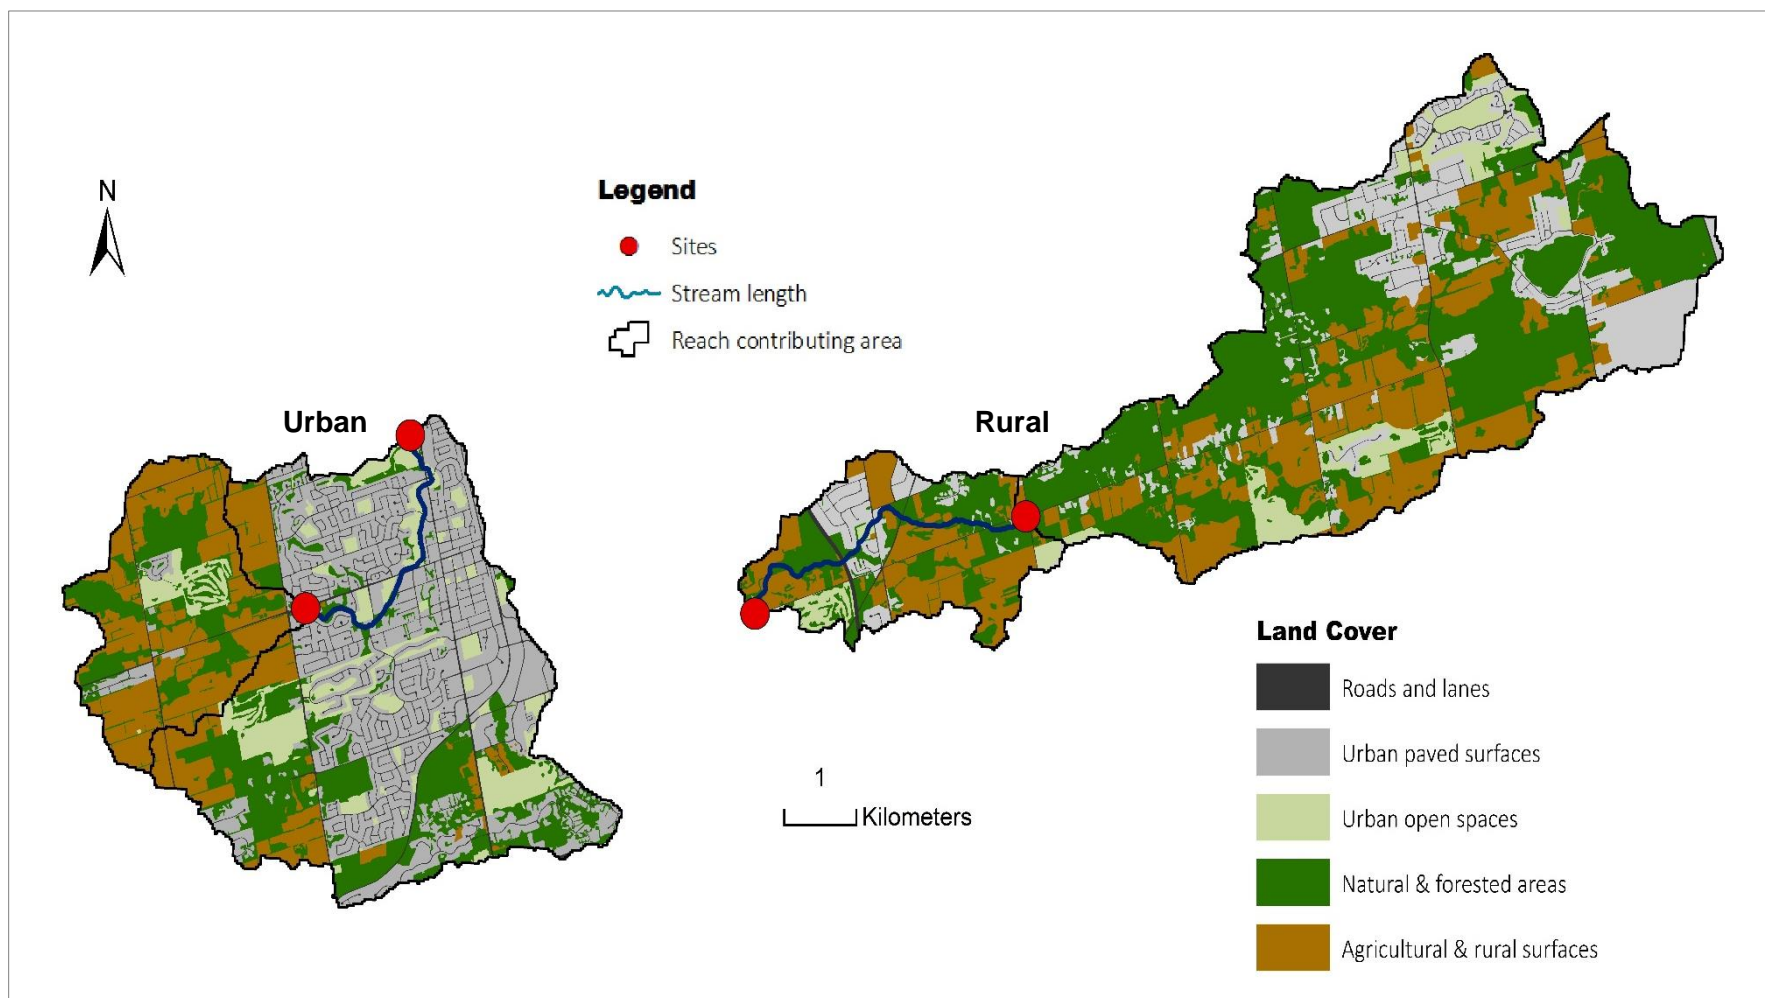 N
Legend
Sites
Stream length
Reach contributing area
Urban
Rural
1
Kilometers
Land Cover
Roads and lanes
Urban paved surfaces
Urban open spaces
Natural & forested areas
Agricultural & rural surfaces